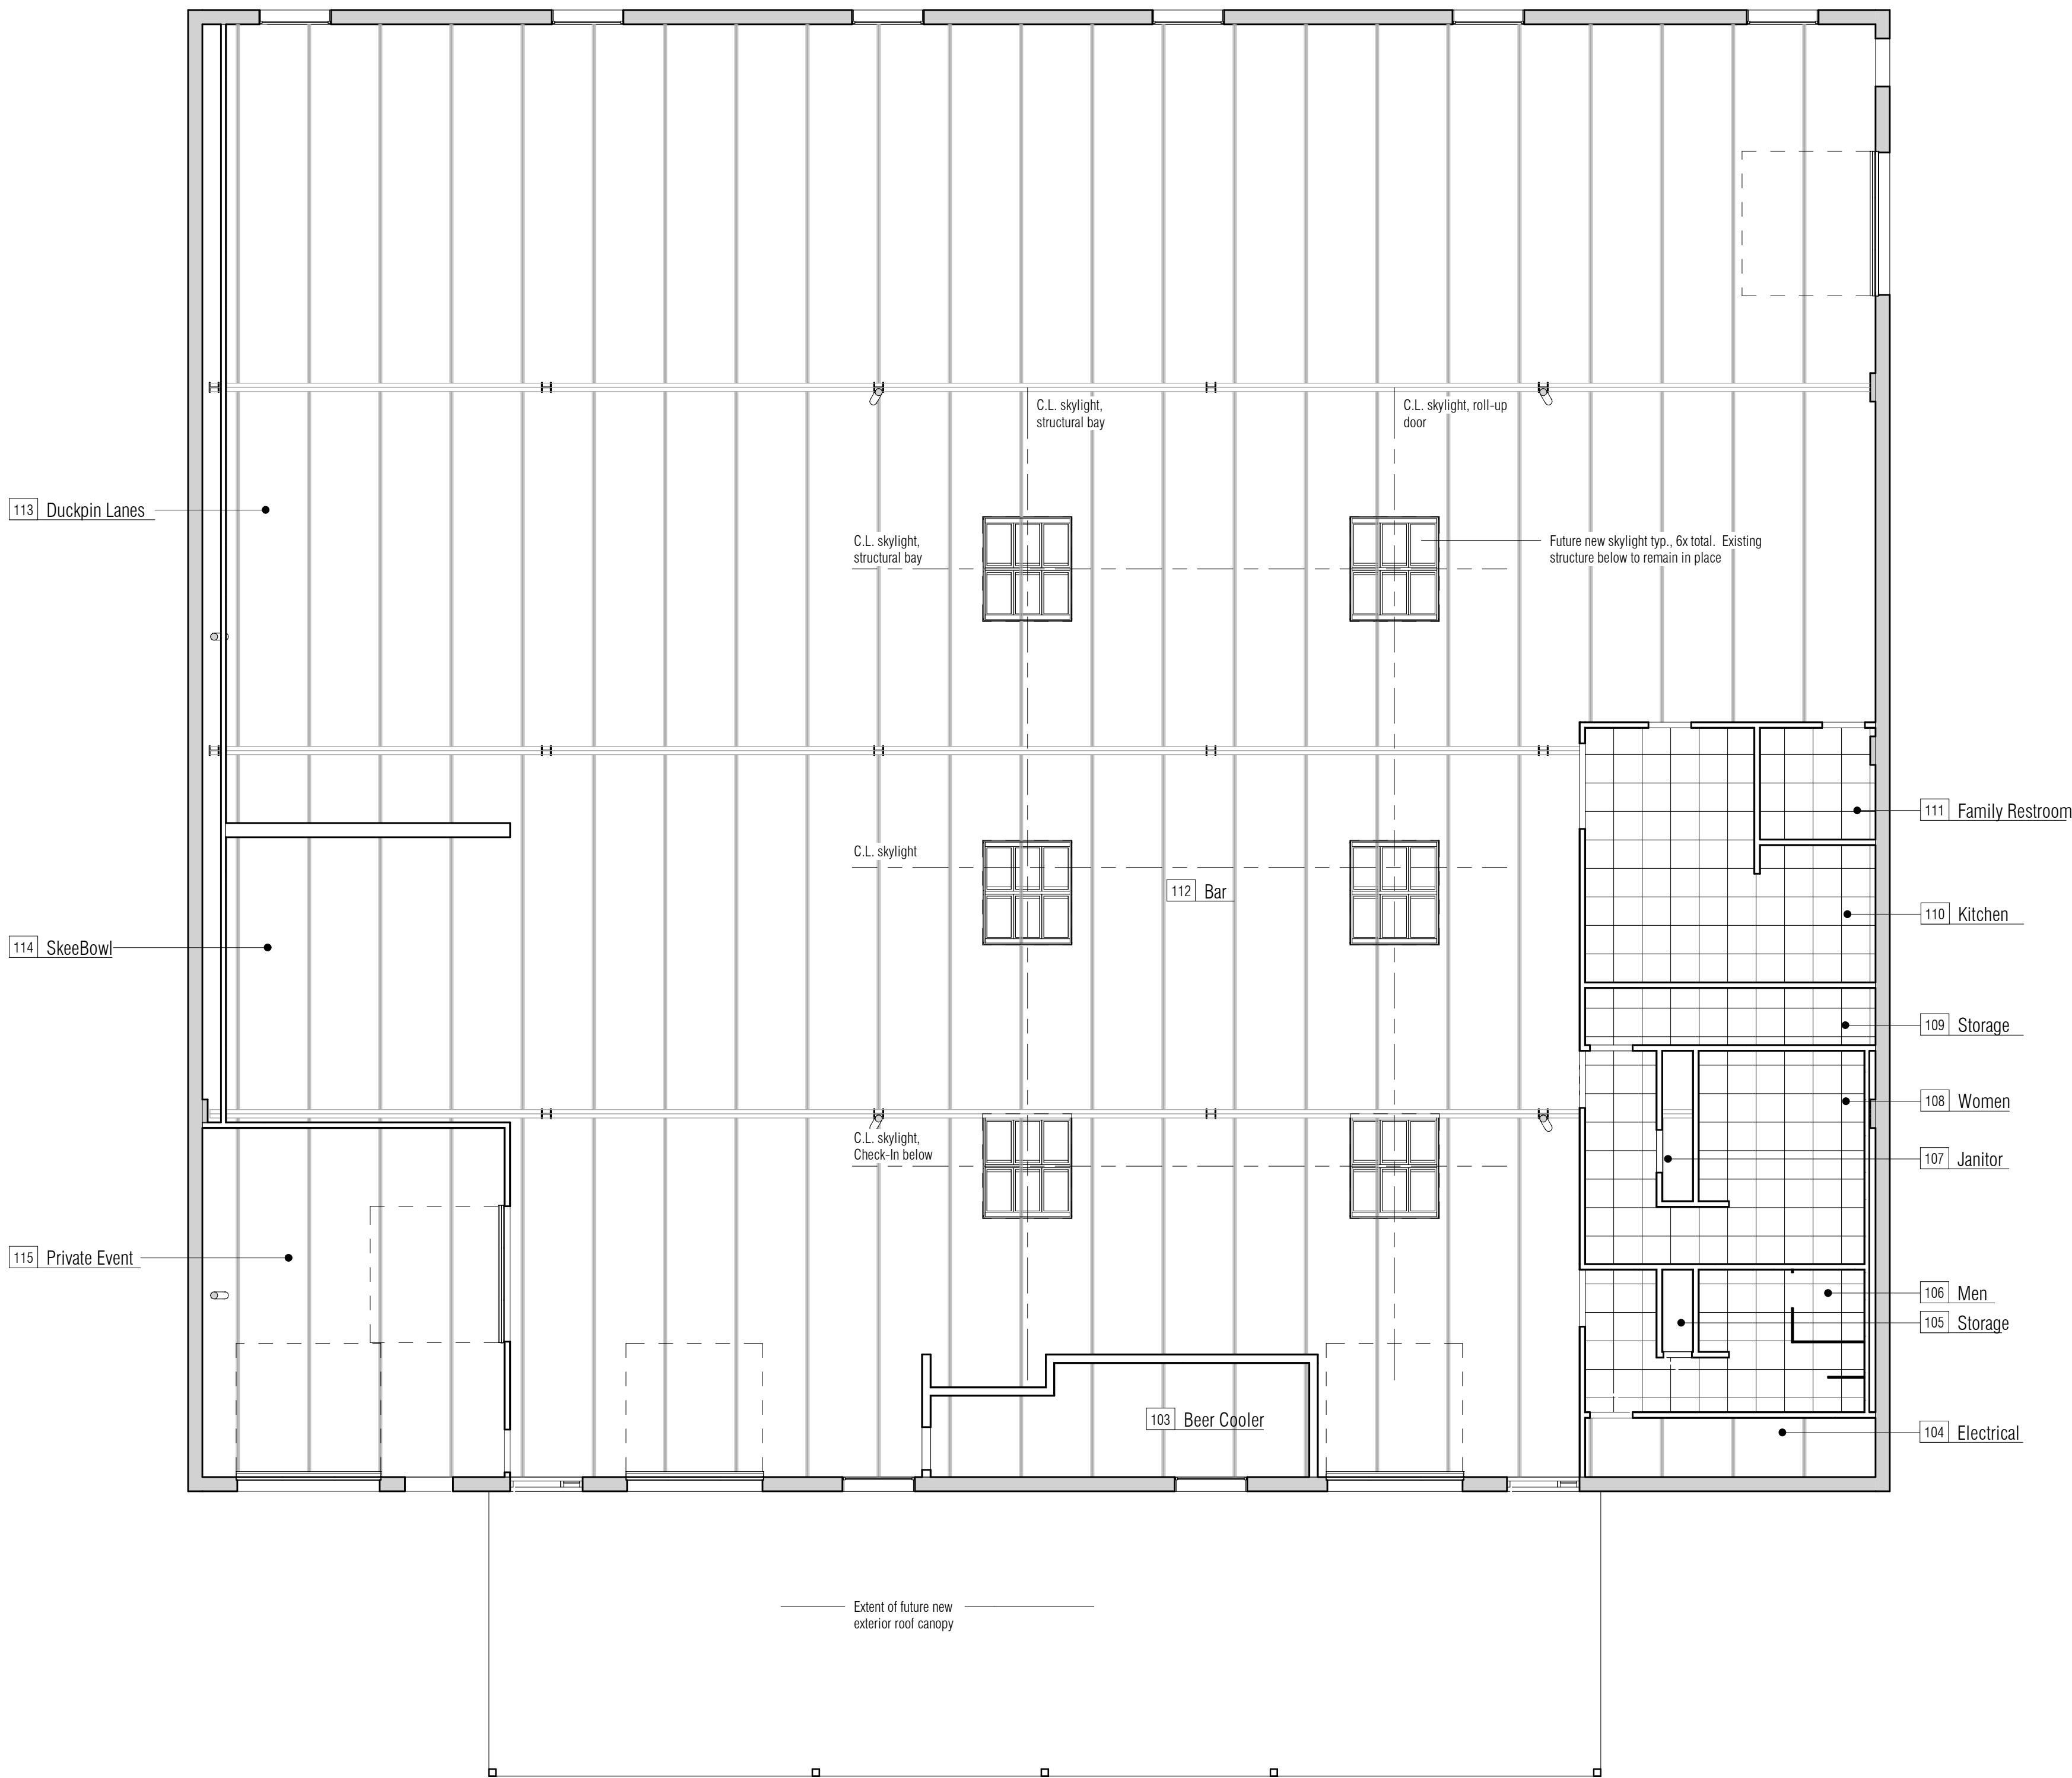 C.L. skylight,
structural bay
C.L. skylight, roll-up
door
113 Duckpin Lanes
C.L. skylight,
structural bay
Future new skylight typ., 6x total. Existing
structure below to remain in place
111 Family Restroom
C.L. skylight
112 Bar
110 Kitchen
114 SkeeBowl
109 Storage
108 Women
C.L. skylight,
Check-In below
107 Janitor
115 Private Event
106 Men
105 Storage
103 Beer Cooler
104 Electrical
Extent of future new
exterior roof canopy